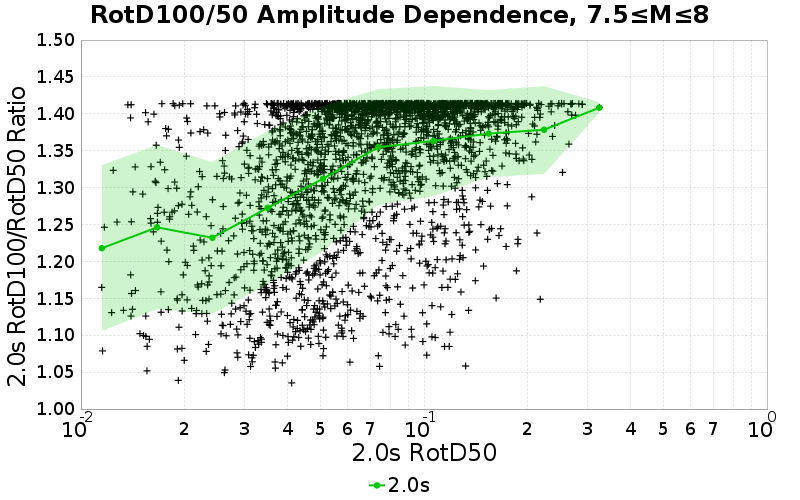 RotD100/50 Amplitude Dependence, 7.5≤M≤8
2.0s RotD100/RotD50 Ratio
1.50
1.45
1.40
1.35
1.30
1.25
1.20
1.15
1.10
1.05
1.00
10^-2 2 3 4 5 6 7 10^-1 2 3 4 5 6 7 10^0
2.0s RotD50
2.0s